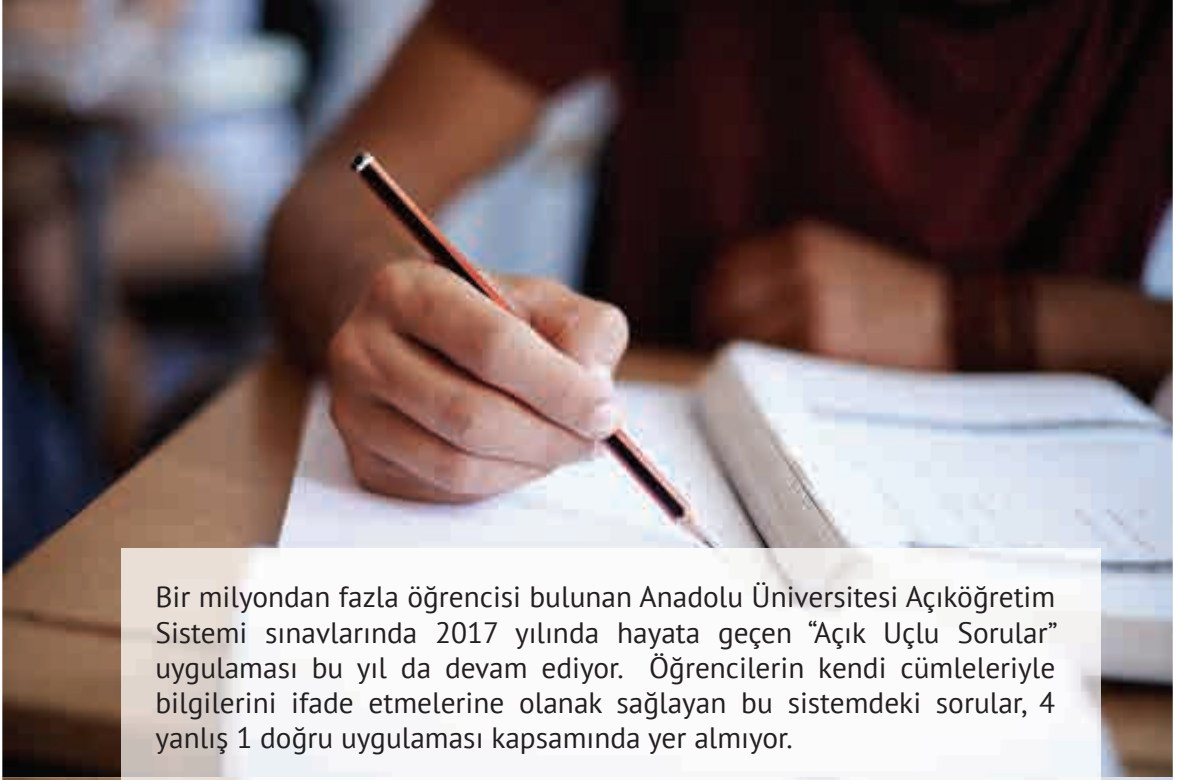 Bir milyondan fazla öğrencisi bulunan Anadolu Üniversitesi Açıköğretim
Sistemi sınavlarında 2017 yılında hayata geçen “Açık Uçlu Sorular”
uygulaması bu yıl da devam ediyor. Öğrencilerin kendi cümleleriyle
bilgilerini ifade etmelerine olanak sağlayan bu sistemdeki sorular, 4
yanlış 1 doğru uygulaması kapsamında yer almıyor.